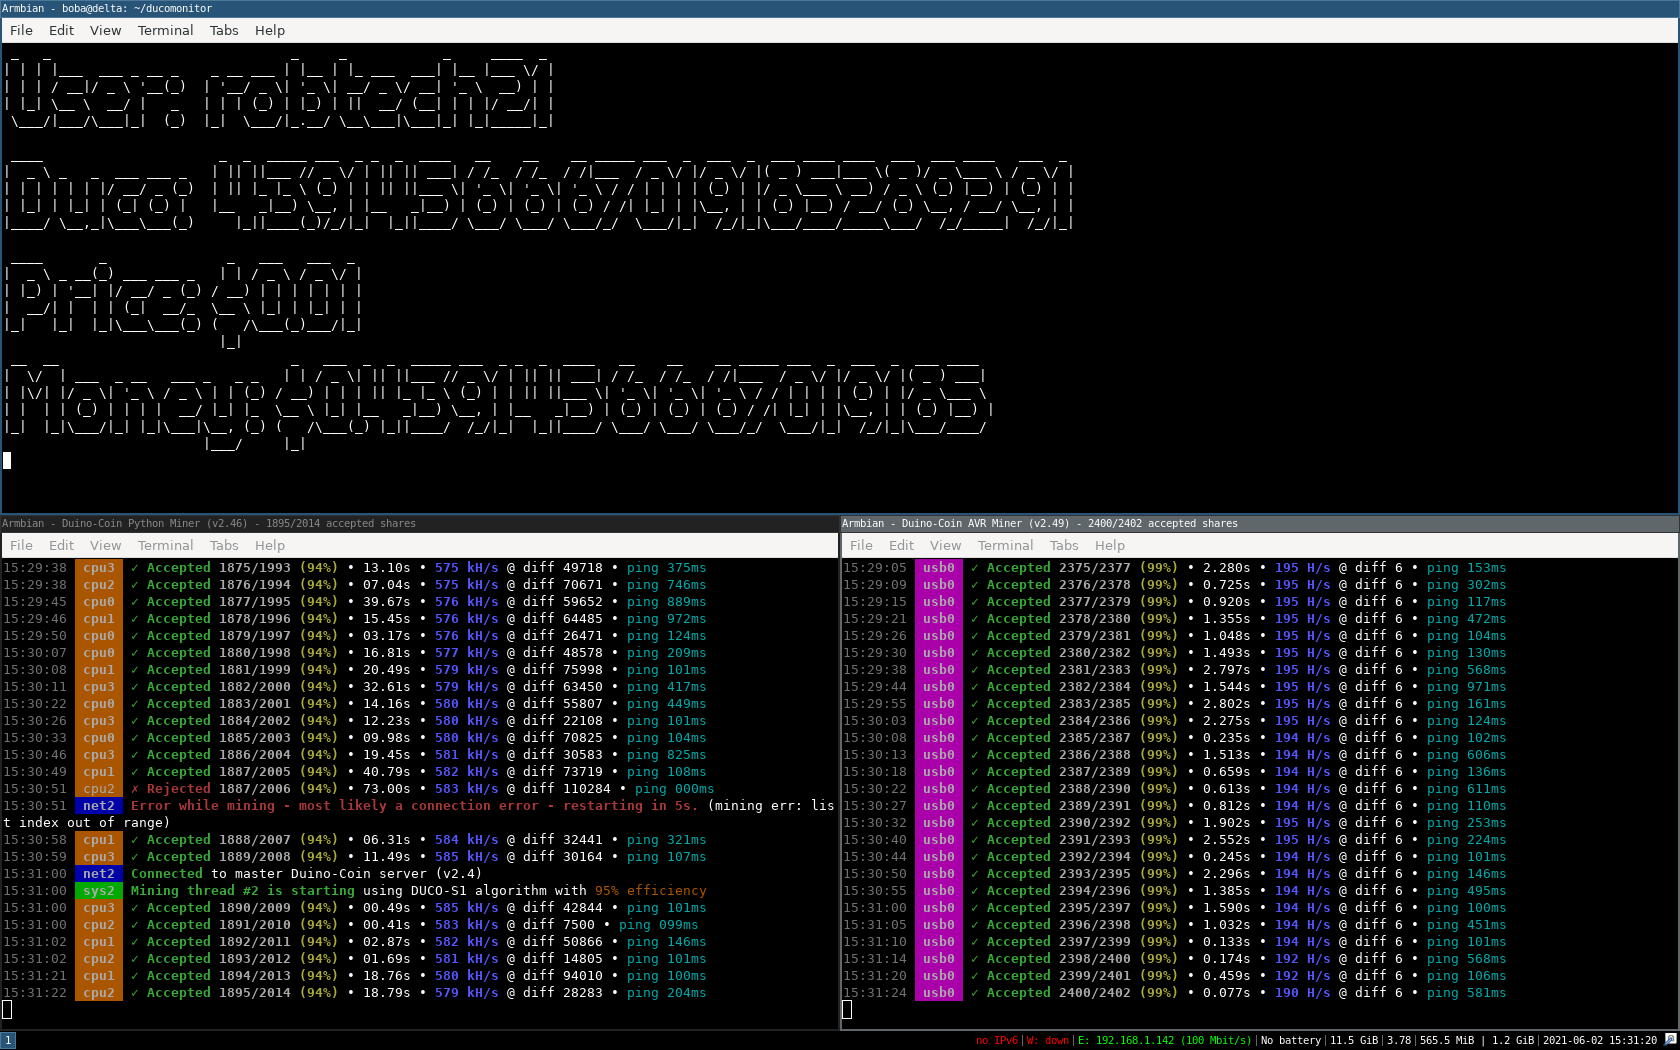 Armbian - boba@delta: ~/ducomonitor
File Edit View Terminal Tabs Help
User: robtech21
Duco: 43.91456667019185289291
Price: $0.01
Money: $0.4391456667019185
Armbian - Duino-Coin Python Miner (v2.46) - 1895/2014 accepted shares
File Edit View Terminal Tabs Help
15:29:38 cpu3 ✓ Accepted 1875/1993 (94%) • 13.10s • 575 kH/s @ diff 49718 • ping 375ms
15:29:38 cpu2 ✓ Accepted 1876/1994 (94%) • 07.04s • 575 kH/s @ diff 70671 • ping 746ms
15:29:45 cpu0 ✓ Accepted 1877/1995 (94%) • 39.67s • 576 kH/s @ diff 59652 • ping 889ms
15:29:46 cpu1 ✓ Accepted 1878/1996 (94%) • 15.45s • 576 kH/s @ diff 64485 • ping 972ms
15:29:50 cpu0 ✓ Accepted 1879/1997 (94%) • 03.17s • 576 kH/s @ diff 26471 • ping 124ms
15:30:07 cpu0 ✓ Accepted 1880/1998 (94%) • 16.81s • 577 kH/s @ diff 48578 • ping 209ms
15:30:08 cpu1 ✓ Accepted 1881/1999 (94%) • 20.49s • 579 kH/s @ diff 75998 • ping 101ms
15:30:11 cpu3 ✓ Accepted 1882/2000 (94%) • 32.61s • 579 kH/s @ diff 63450 • ping 417ms
15:30:22 cpu0 ✓ Accepted 1883/2001 (94%) • 14.16s • 580 kH/s @ diff 55807 • ping 449ms
15:30:26 cpu3 ✓ Accepted 1884/2002 (94%) • 12.23s • 580 kH/s @ diff 22108 • ping 101ms
15:30:33 cpu0 ✓ Accepted 1885/2003 (94%) • 09.98s • 580 kH/s @ diff 70825 • ping 104ms
15:30:46 cpu3 ✓ Accepted 1886/2004 (94%) • 19.45s • 581 kH/s @ diff 30583 • ping 825ms
15:30:49 cpu1 ✓ Accepted 1887/2005 (94%) • 40.79s • 582 kH/s @ diff 73719 • ping 108ms
15:30:51 cpu2 ✗ Rejected 1887/2006 (94%) • 73.00s • 583 kH/s @ diff 110284 • ping 000ms
15:30:51 net2 Error while mining - most likely a connection error - restarting in 5s. (mining err: lis
t index out of range)
15:30:58 cpu1 ✓ Accepted 1888/2007 (94%) • 06.31s • 584 kH/s @ diff 32441 • ping 321ms
15:30:59 cpu3 ✓ Accepted 1889/2008 (94%) • 11.49s • 585 kH/s @ diff 30164 • ping 107ms
15:31:00 net2 Connected to master Duino-Coin server (v2.4)
15:31:00 sys2 Mining thread #2 is starting using DUCO-S1 algorithm with 95% efficiency
15:31:00 cpu3 ✓ Accepted 1890/2009 (94%) • 00.49s • 585 kH/s @ diff 42844 • ping 101ms
15:31:00 cpu2 ✓ Accepted 1891/2010 (94%) • 00.41s • 583 kH/s @ diff 7500 • ping 099ms
15:31:02 cpu1 ✓ Accepted 1892/2011 (94%) • 02.87s • 582 kH/s @ diff 50866 • ping 146ms
15:31:02 cpu2 ✓ Accepted 1893/2012 (94%) • 01.69s • 581 kH/s @ diff 14805 • ping 101ms
15:31:21 cpu1 ✓ Accepted 1894/2013 (94%) • 18.76s • 580 kH/s @ diff 94010 • ping 100ms
15:31:22 cpu2 ✓ Accepted 1895/2014 (94%) • 18.79s • 579 kH/s @ diff 28283 • ping 204ms
Armbian - Duino-Coin AVR Miner (v2.49) - 2400/2402 accepted shares
File Edit View Terminal Tabs Help
15:29:05 usb0 ✓ Accepted 2375/2377 (99%) • 2.280s • 195 H/s @ diff 6 • ping 153ms
15:29:09 usb0 ✓ Accepted 2376/2378 (99%) • 0.725s • 195 H/s @ diff 6 • ping 302ms
15:29:15 usb0 ✓ Accepted 2377/2379 (99%) • 0.920s • 195 H/s @ diff 6 • ping 117ms
15:29:21 usb0 ✓ Accepted 2378/2380 (99%) • 1.355s • 195 H/s @ diff 6 • ping 472ms
15:29:26 usb0 ✓ Accepted 2379/2381 (99%) • 1.048s • 195 H/s @ diff 6 • ping 104ms
15:29:30 usb0 ✓ Accepted 2380/2382 (99%) • 1.493s • 195 H/s @ diff 6 • ping 130ms
15:29:38 usb0 ✓ Accepted 2381/2383 (99%) • 2.797s • 195 H/s @ diff 6 • ping 568ms
15:29:44 usb0 ✓ Accepted 2382/2384 (99%) • 1.544s • 195 H/s @ diff 6 • ping 971ms
15:29:55 usb0 ✓ Accepted 2383/2385 (99%) • 2.802s • 195 H/s @ diff 6 • ping 161ms
15:30:03 usb0 ✓ Accepted 2384/2386 (99%) • 2.275s • 195 H/s @ diff 6 • ping 124ms
15:30:08 usb0 ✓ Accepted 2385/2387 (99%) • 0.235s • 194 H/s @ diff 6 • ping 102ms
15:30:13 usb0 ✓ Accepted 2386/2388 (99%) • 1.513s • 194 H/s @ diff 6 • ping 606ms
15:30:18 usb0 ✓ Accepted 2387/2389 (99%) • 0.659s • 194 H/s @ diff 6 • ping 136ms
15:30:22 usb0 ✓ Accepted 2388/2390 (99%) • 0.613s • 194 H/s @ diff 6 • ping 611ms
15:30:27 usb0 ✓ Accepted 2389/2391 (99%) • 0.812s • 194 H/s @ diff 6 • ping 110ms
15:30:32 usb0 ✓ Accepted 2390/2392 (99%) • 1.902s • 195 H/s @ diff 6 • ping 253ms
15:30:40 usb0 ✓ Accepted 2391/2393 (99%) • 2.552s • 195 H/s @ diff 6 • ping 224ms
15:30:44 usb0 ✓ Accepted 2392/2394 (99%) • 0.245s • 194 H/s @ diff 6 • ping 101ms
15:30:50 usb0 ✓ Accepted 2393/2395 (99%) • 2.296s • 194 H/s @ diff 6 • ping 146ms
15:30:55 usb0 ✓ Accepted 2394/2396 (99%) • 1.385s • 194 H/s @ diff 6 • ping 495ms
15:31:00 usb0 ✓ Accepted 2395/2397 (99%) • 1.590s • 194 H/s @ diff 6 • ping 100ms
15:31:05 usb0 ✓ Accepted 2396/2398 (99%) • 1.032s • 194 H/s @ diff 6 • ping 451ms
15:31:10 usb0 ✓ Accepted 2397/2399 (99%) • 0.133s • 194 H/s @ diff 6 • ping 101ms
15:31:14 usb0 ✓ Accepted 2398/2400 (99%) • 0.174s • 192 H/s @ diff 6 • ping 568ms
15:31:20 usb0 ✓ Accepted 2399/2401 (99%) • 0.459s • 192 H/s @ diff 6 • ping 106ms
15:31:24 usb0 ✓ Accepted 2400/2402 (99%) • 0.077s • 190 H/s @ diff 6 • ping 581ms
1
no IPv6 | W: down | E: 192.168.1.142 (100 Mbit/s) | No battery | 11.5 GiB | 3.78 | 565.5 MiB | 1.2 GiB | 2021-06-02 15:31:20